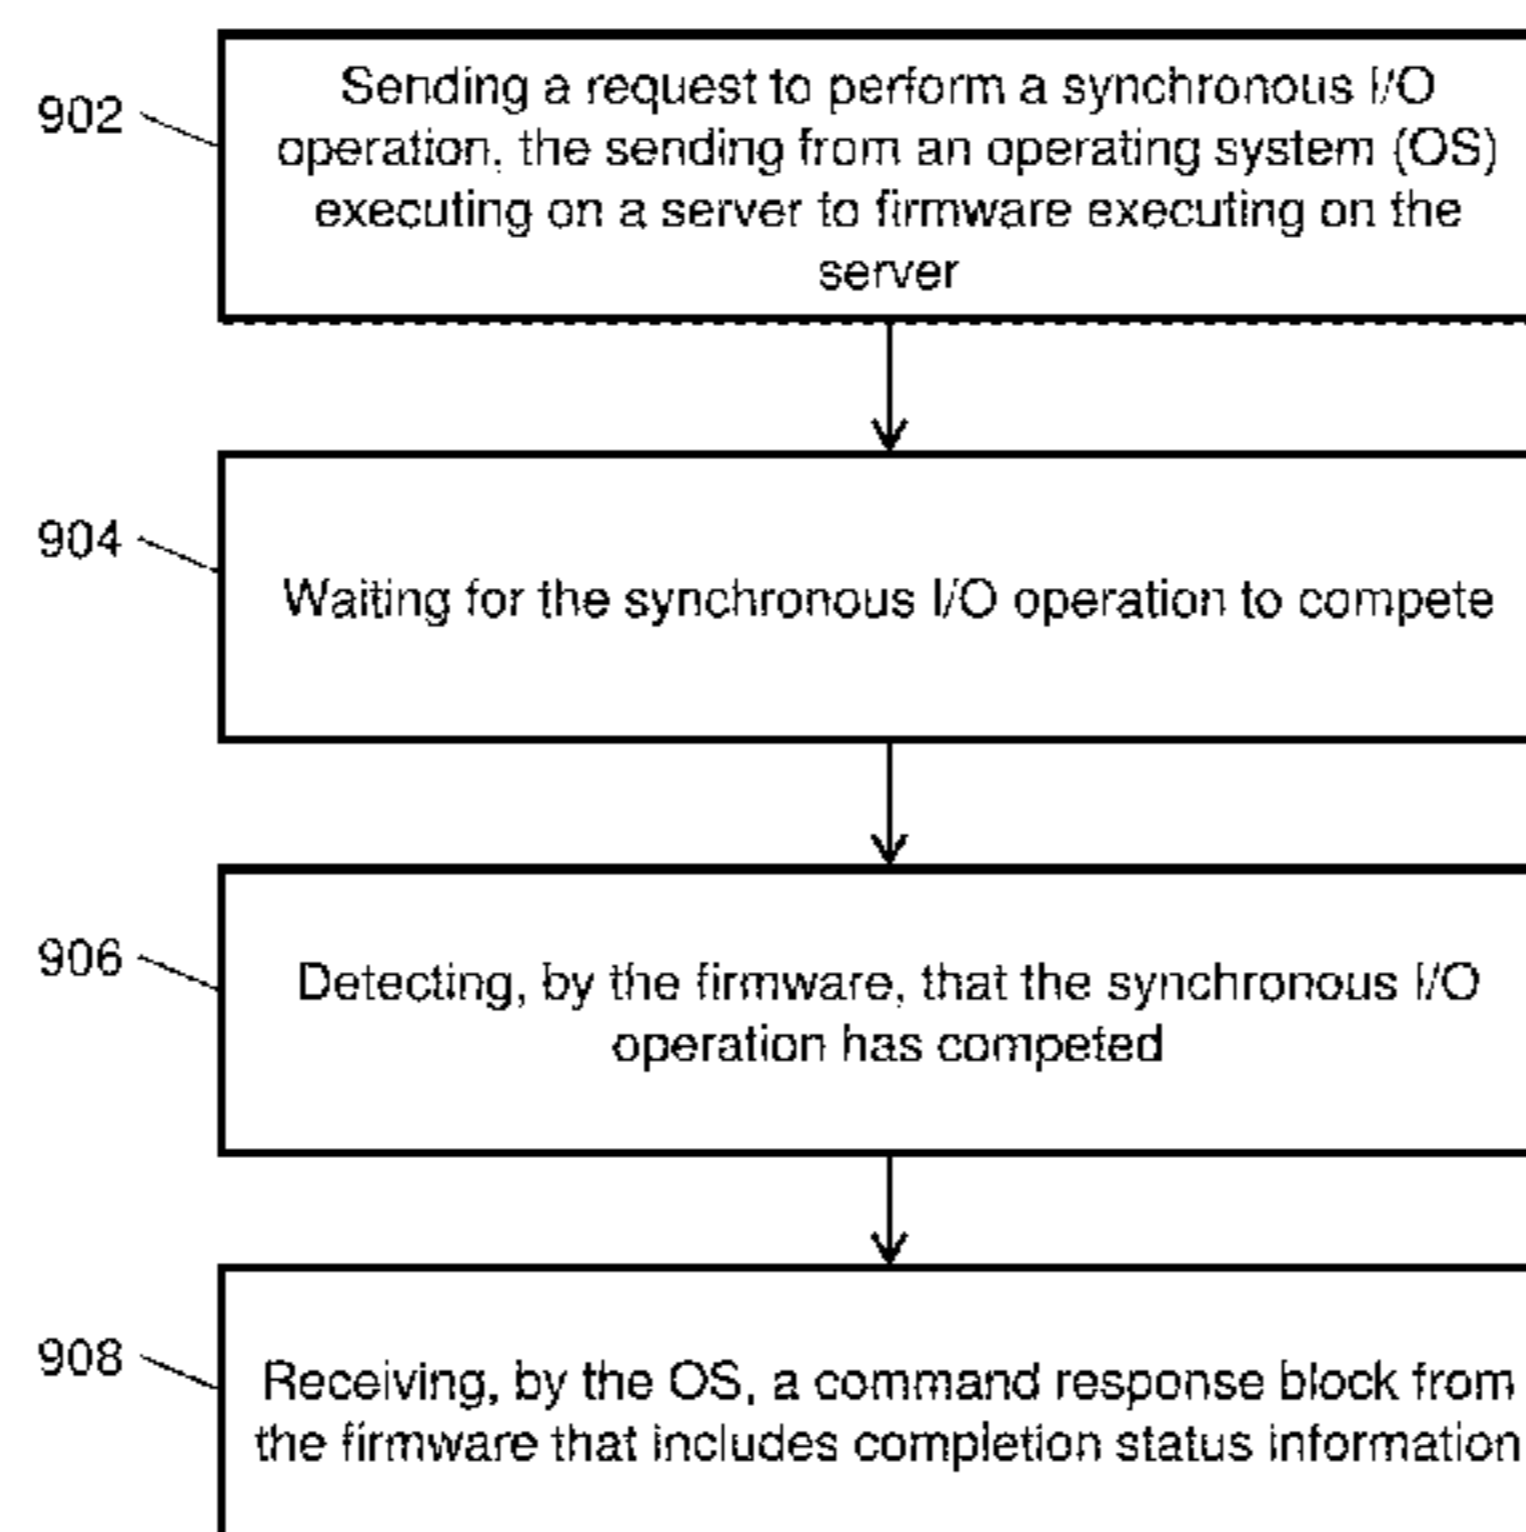 902
Sending a request to perform a synchronous I/O
operation, the sending from an operating system (OS)
executing on a server to firmware executing on the
server
904
Waiting for the synchronous I/O operation to compete
906
Detecting, by the firmware, that the synchronous I/O
operation has competed
908
Receiving, by the OS, a command response block from
the firmware that includes completion status information